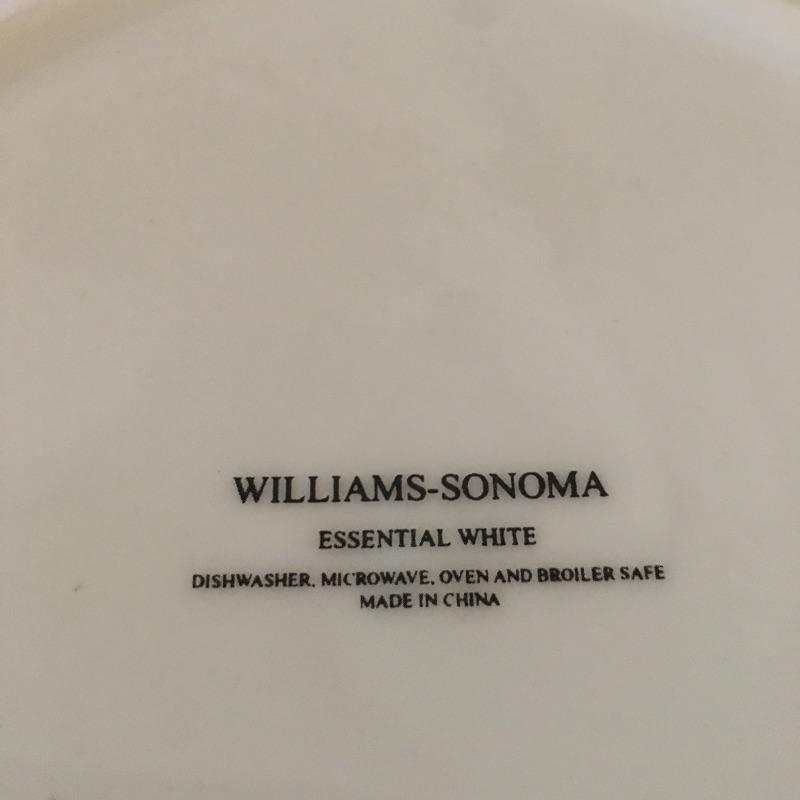 WILLIAMS-SONOMA
ESSENTIAL WHITE
DISHWASHER, MICROWAVE, OVEN AND BROILER SAFE
MADE IN CHINA